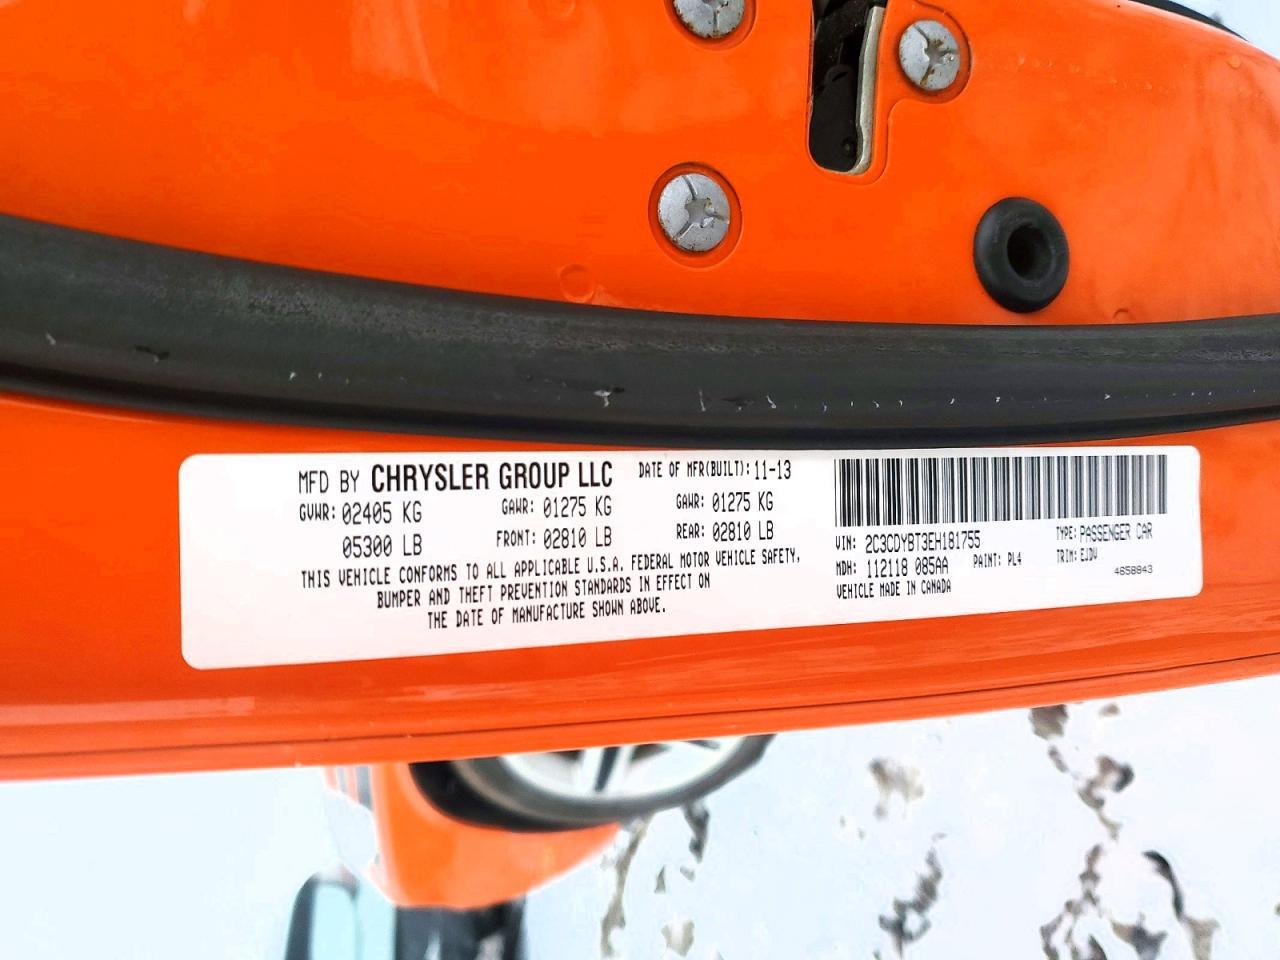 MFD BY CHRYSLER GROUP LLC DATE OF MFR(BUILT): 11-13
GVWR: 02405 KG GAWR: 01275 KG GAWR: 01275 KG
05300 LB FRONT: 02810 LB REAR: 02810 LB
THIS VEHICLE CONFORMS TO ALL APPLICABLE U.S.A. FEDERAL MOTOR VEHICLE SAFETY,
BUMPER AND THEFT PREVENTION STANDARDS IN EFFECT ON
THE DATE OF MANUFACTURE SHOWN ABOVE.
VIN: 2C3CDYBT3EH181755 TYPE: PASSENGER CAR
MDH: 112118 085AA PAINT: PL4 TRIM: EJDV
VEHICLE MADE IN CANADA 4658843